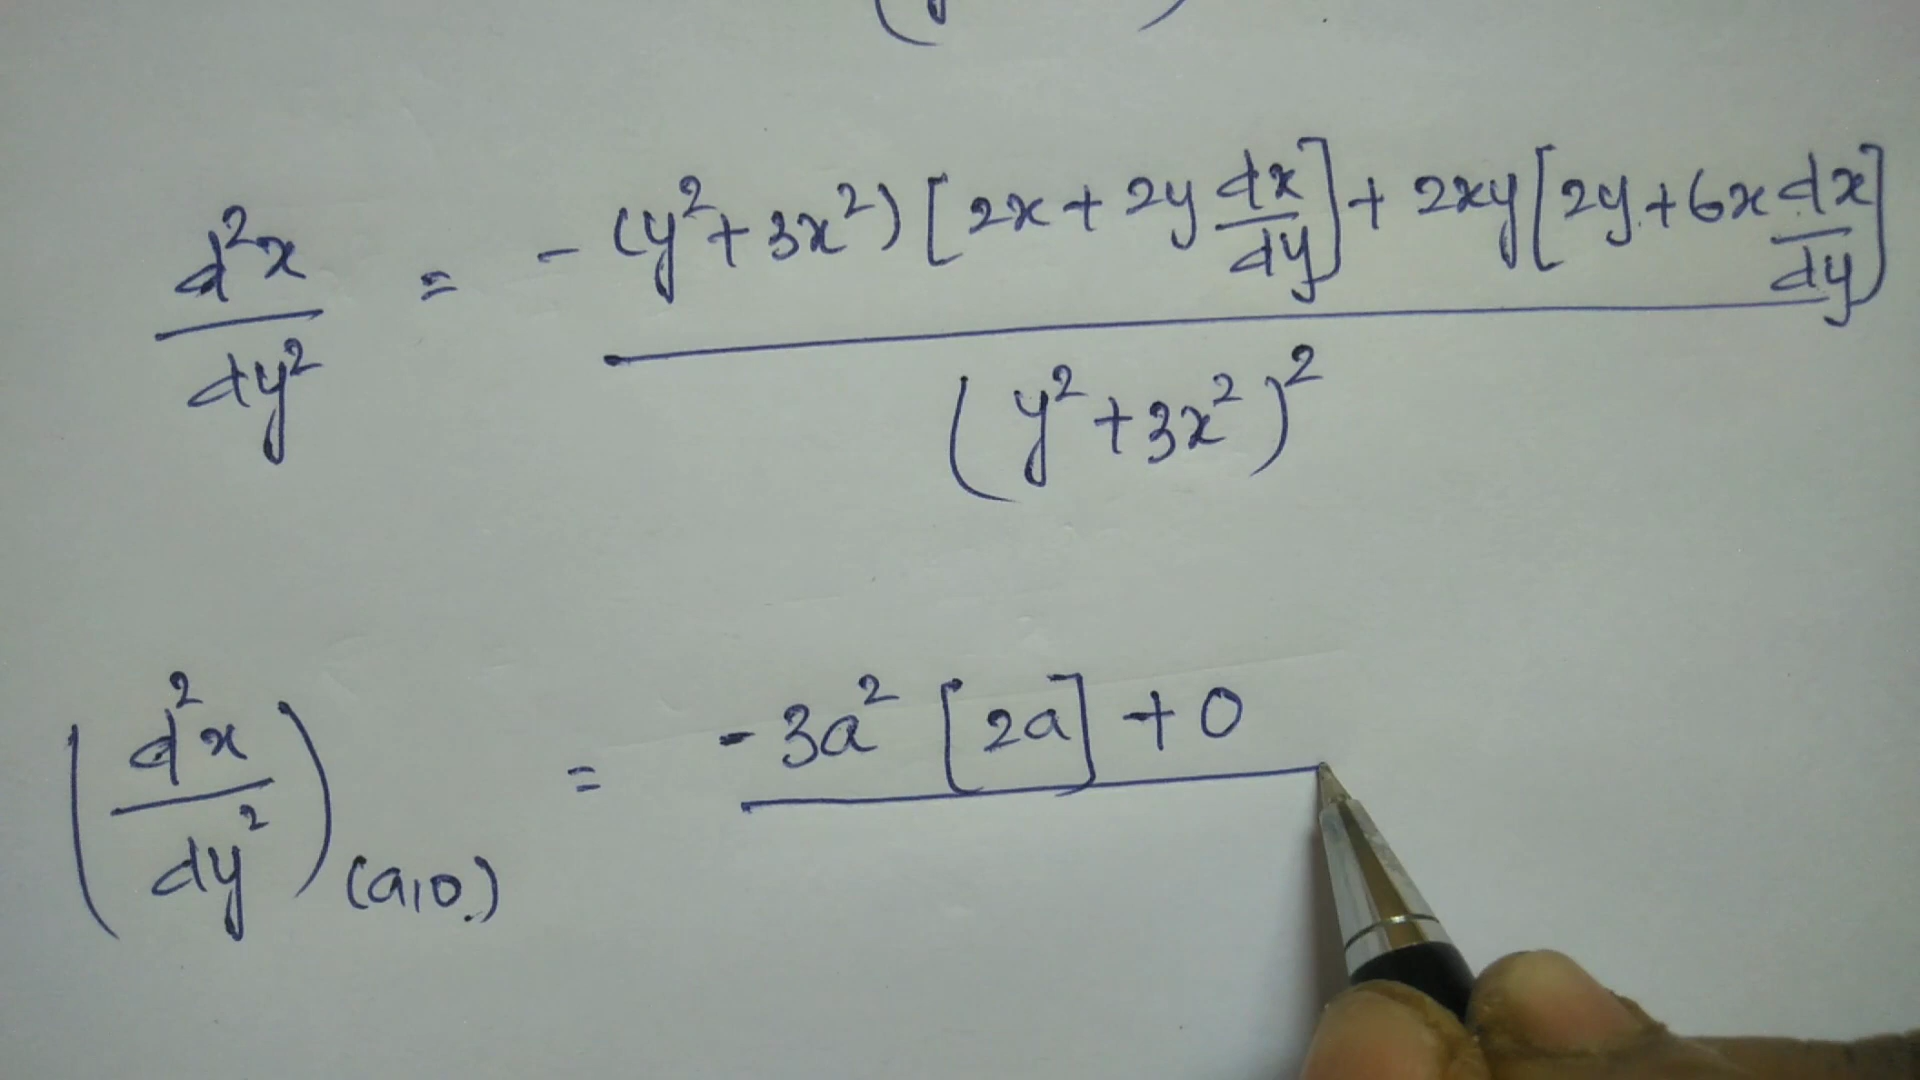 d²x/dy² = -(y²+3x²)[2x+2y dx/dy]+2xy[2y+6x dx/dy] / (y²+3x²)²
(d²x/dy²)(a,0) = -3a² [2a] + 0